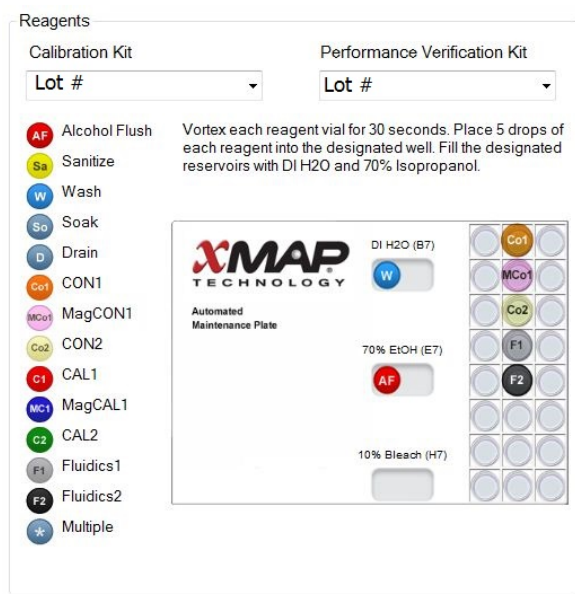 Reagents
Calibration Kit
Performance Verification Kit
Lot #
Lot #
AF Alcohol Flush
Sa Sanitize
W Wash
So Soak
D Drain
Co1 CON1
MCo1 MagCON1
Co2 CON2
C1 CAL1
MC1 MagCAL1
C2 CAL2
F1 Fluidics1
F2 Fluidics2
* Multiple
Vortex each reagent vial for 30 seconds. Place 5 drops of
each reagent into the designated well. Fill the designated
reservoirs with DI H2O and 70% Isopropanol.
xMAP®
TECHNOLOGY
Automated
Maintenance Plate
DI H2O (B7)
W
70% EtOH (E7)
AF
10% Bleach (H7)
Co1
MCo1
Co2
F1
F2